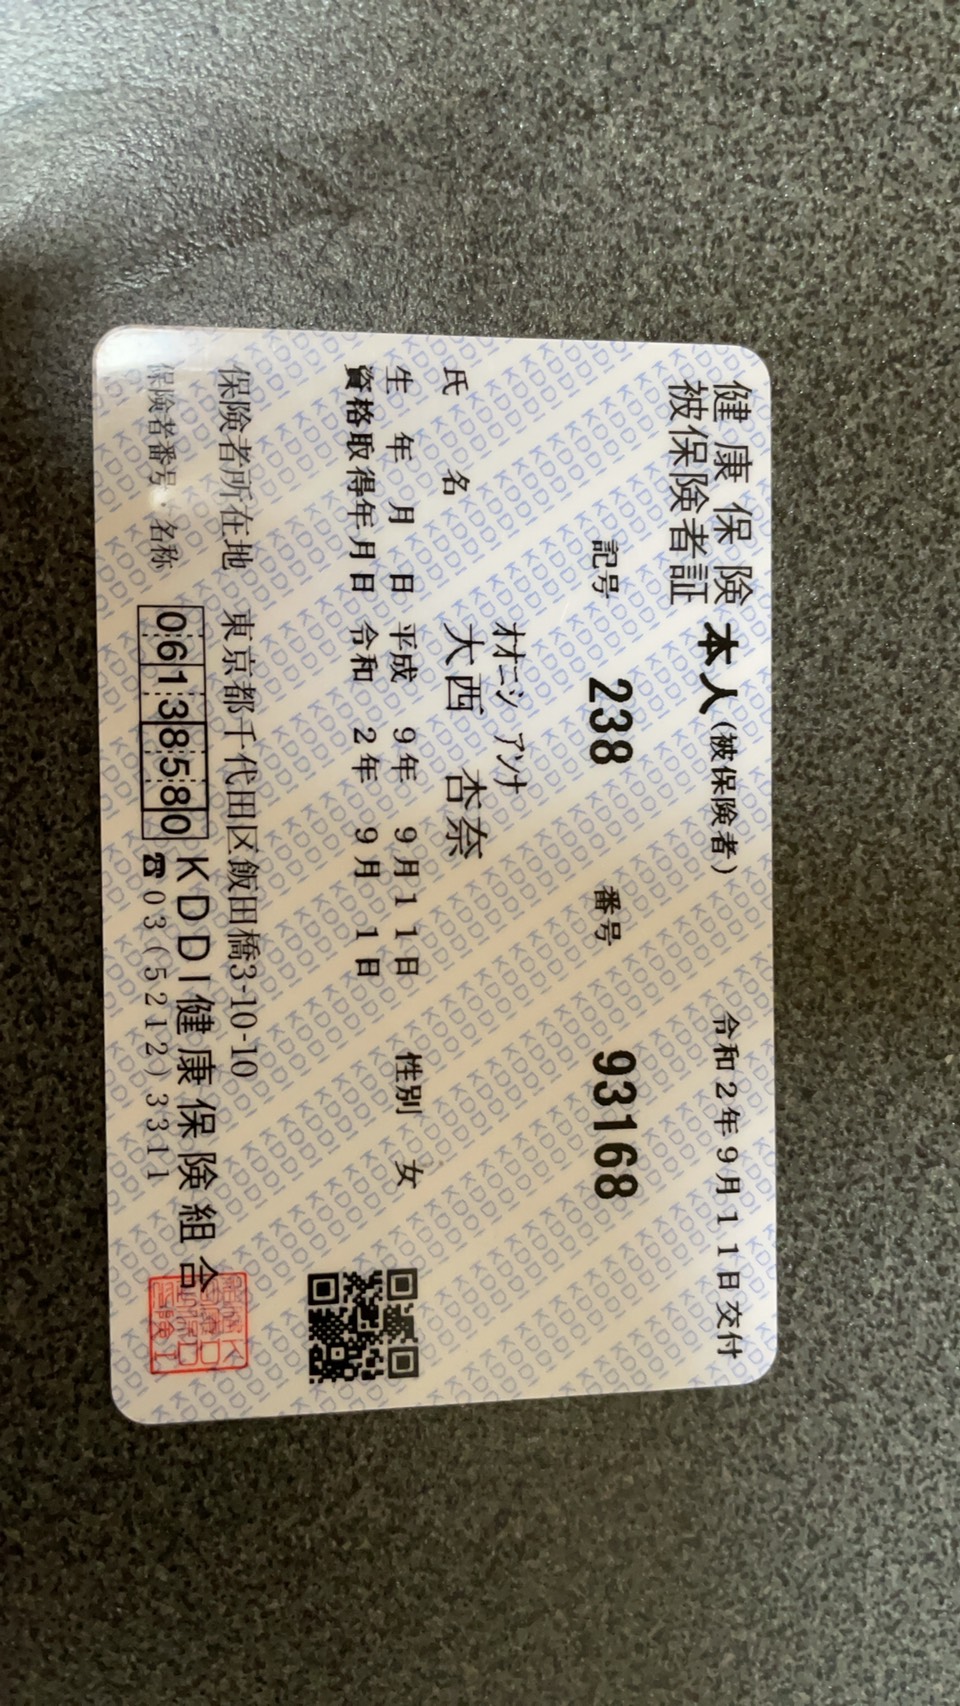 健康保険 本人(被保険者) 令和2年9月11日交付
被保険者証
記号 238 番号 93168
オオニシ アンナ
氏名 大西 杏奈
生年月日 平成 9年 9月11日 性別 女
資格取得年月日 令和 2年 9月 1日
保険者所在地 東京都千代田区飯田橋3-10-10
保険者番号・名称 06138580 KDDI健康保険組合
☎03(5212)3311